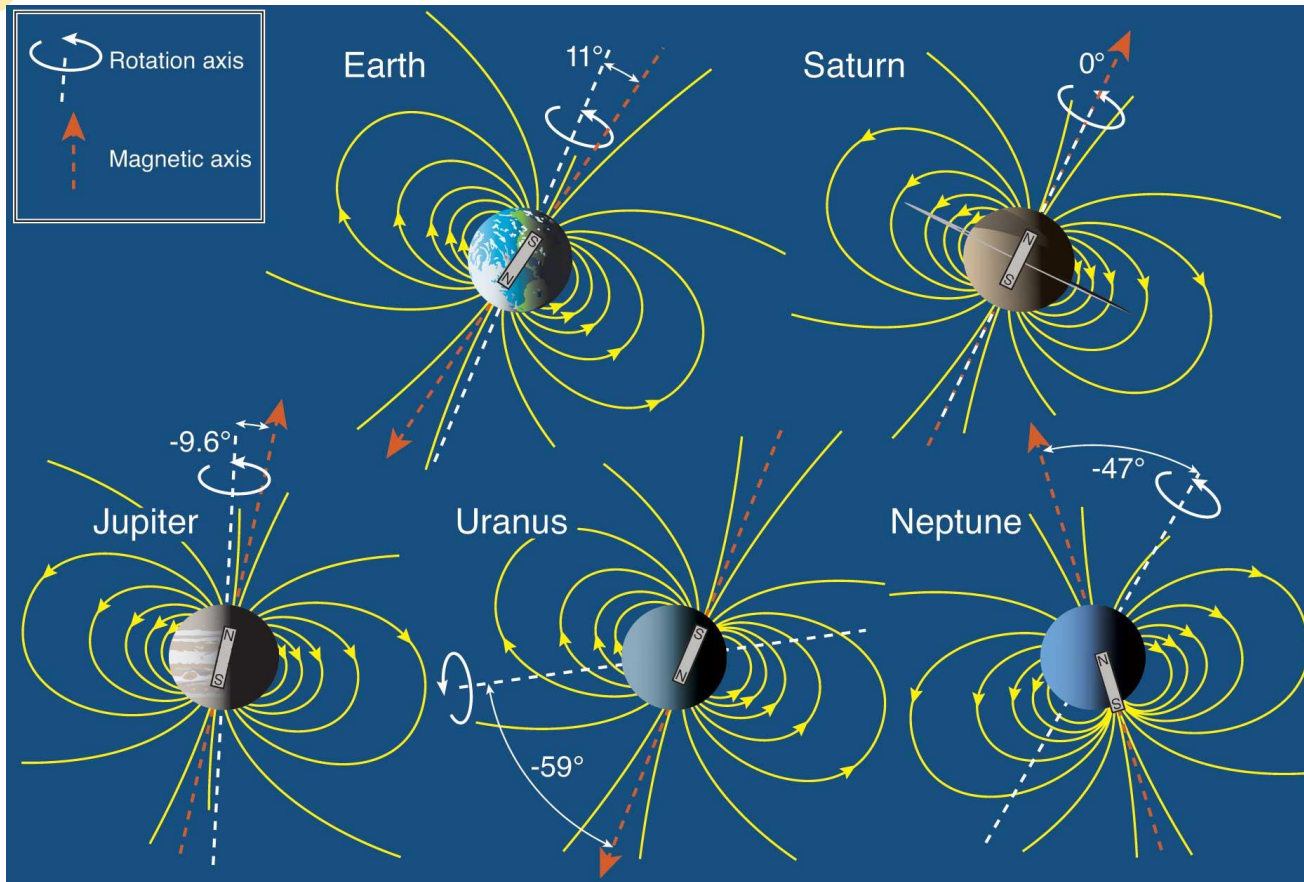 Rotation axis
Magnetic axis
Earth
11°
S
N
Saturn
0°
N
S
Jupiter
-9.6°
N
S
Uranus
-59°
S
N
Neptune
-47°
N
S